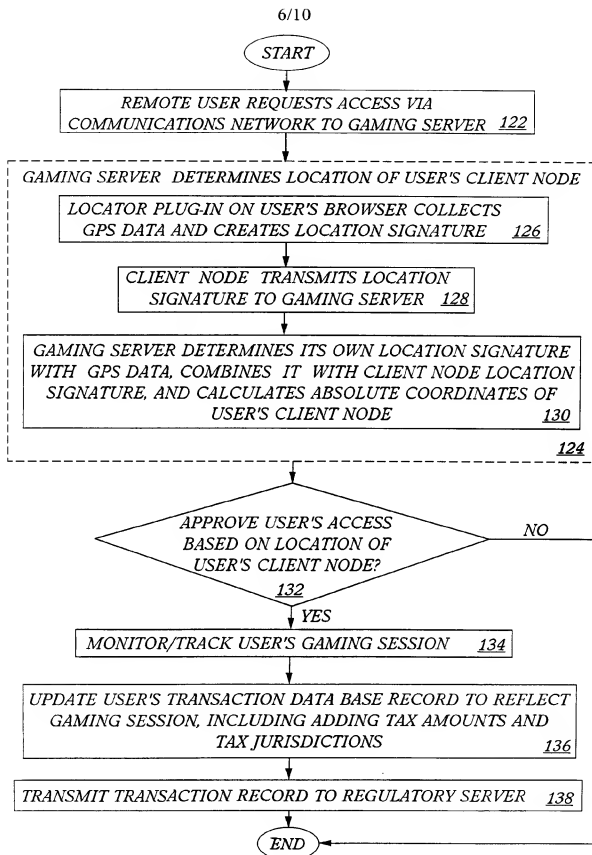 6/10
START
REMOTE USER REQUESTS ACCESS VIA
COMMUNICATIONS NETWORK TO GAMING SERVER 122
GAMING SERVER DETERMINES LOCATION OF USER'S CLIENT NODE
LOCATOR PLUG-IN ON USER'S BROWSER COLLECTS
GPS DATA AND CREATES LOCATION SIGNATURE 126
CLIENT NODE TRANSMITS LOCATION
SIGNATURE TO GAMING SERVER 128
GAMING SERVER DETERMINES ITS OWN LOCATION SIGNATURE
WITH GPS DATA, COMBINES IT WITH CLIENT NODE LOCATION
SIGNATURE, AND CALCULATES ABSOLUTE COORDINATES OF
USER'S CLIENT NODE 130
124
APPROVE USER'S ACCESS
BASED ON LOCATION OF
USER'S CLIENT NODE?
132
NO
YES
MONITOR/TRACK USER'S GAMING SESSION 134
UPDATE USER'S TRANSACTION DATA BASE RECORD TO REFLECT
GAMING SESSION, INCLUDING ADDING TAX AMOUNTS AND
TAX JURISDICTIONS 136
TRANSMIT TRANSACTION RECORD TO REGULATORY SERVER 138
END